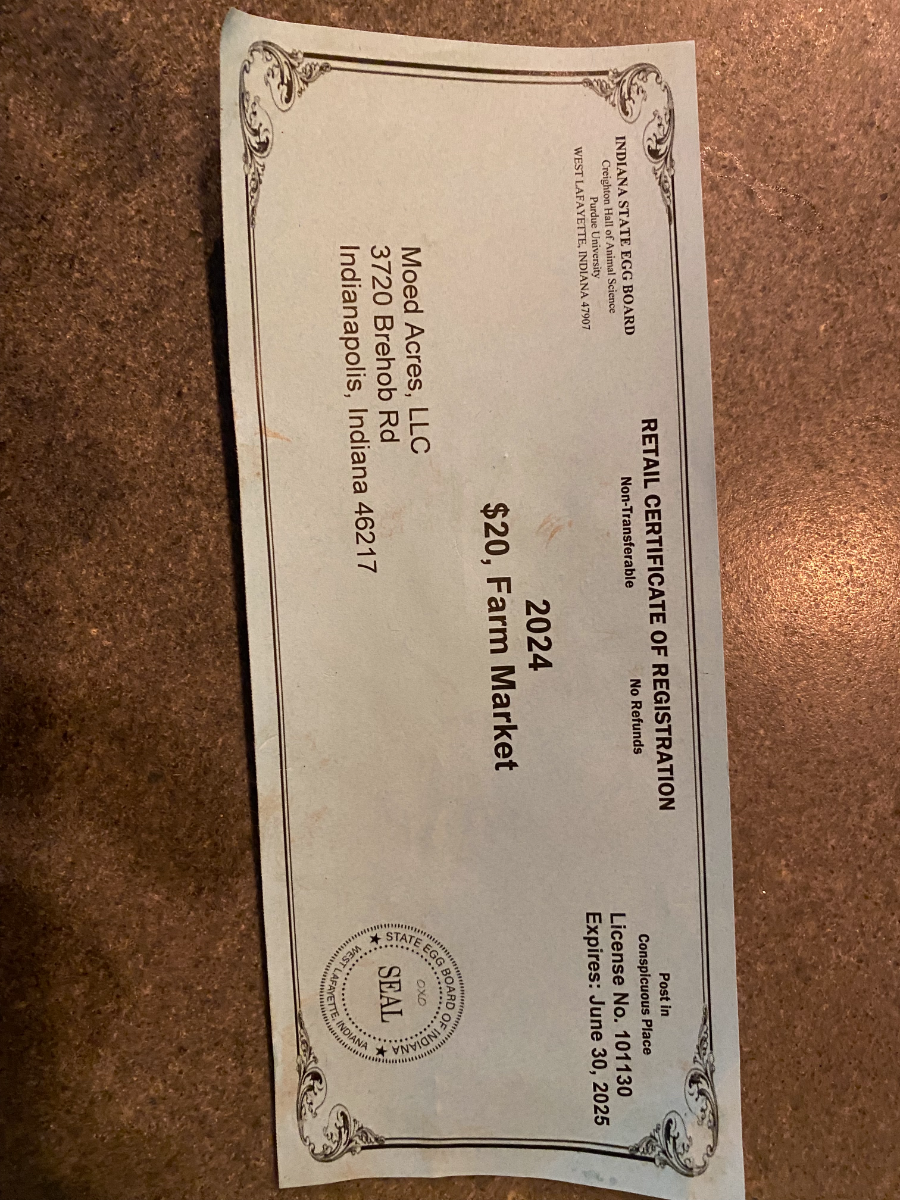 INDIANA STATE EGG BOARD
Creighton Hall of Animal Science
Purdue University
WEST LAFAYETTE, INDIANA 47907
RETAIL CERTIFICATE OF REGISTRATION
Non-Transferable No Refunds
Post in
Conspicuous Place
License No. 101130
Expires: June 30, 2025
2024
$20, Farm Market
Moed Acres, LLC
3720 Brehob Rd
Indianapolis, Indiana 46217
STATE EGG BOARD OF INDIANA
SEAL
WEST LAFAYETTE, INDIANA